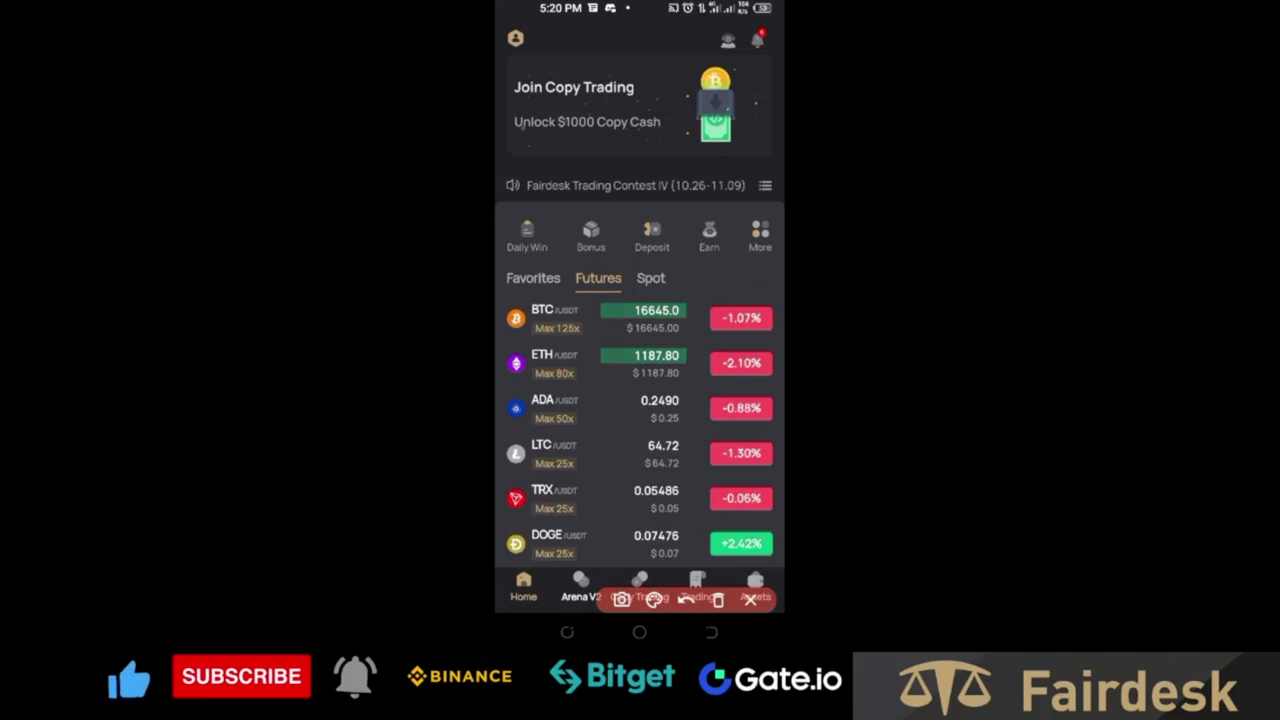 5:20 PM
Join Copy Trading
Unlock $1000 Copy Cash
Fairdesk Trading Contest IV (10.26-11.09)
Daily Win Bonus Deposit Earn More
Favorites Futures Spot
BTC /USDT 16645.0 -1.07%
Max 125x $ 16645.00
ETH /USDT 1187.80 -2.10%
Max 80x $ 1187.80
ADA /USDT 0.2490 -0.88%
Max 50x $ 0.25
LTC /USDT 64.72 -1.30%
Max 25x $ 64.72
TRX /USDT 0.05486 -0.06%
Max 25x $ 0.05
DOGE /USDT 0.07476 +2.42%
Max 25x $ 0.07
Home Arena V2 Copy Trading Trading Assets
SUBSCRIBE BINANCE Bitget Gate.io Fairdesk